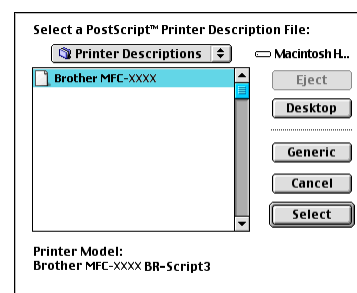 Select a PostScript™ Printer Description File:
Printer Descriptions
Macintosh H...
Brother MFC-XXXX
Eject
Desktop
Generic
Cancel
Select
Printer Model:
Brother MFC-XXXX BR-Script3